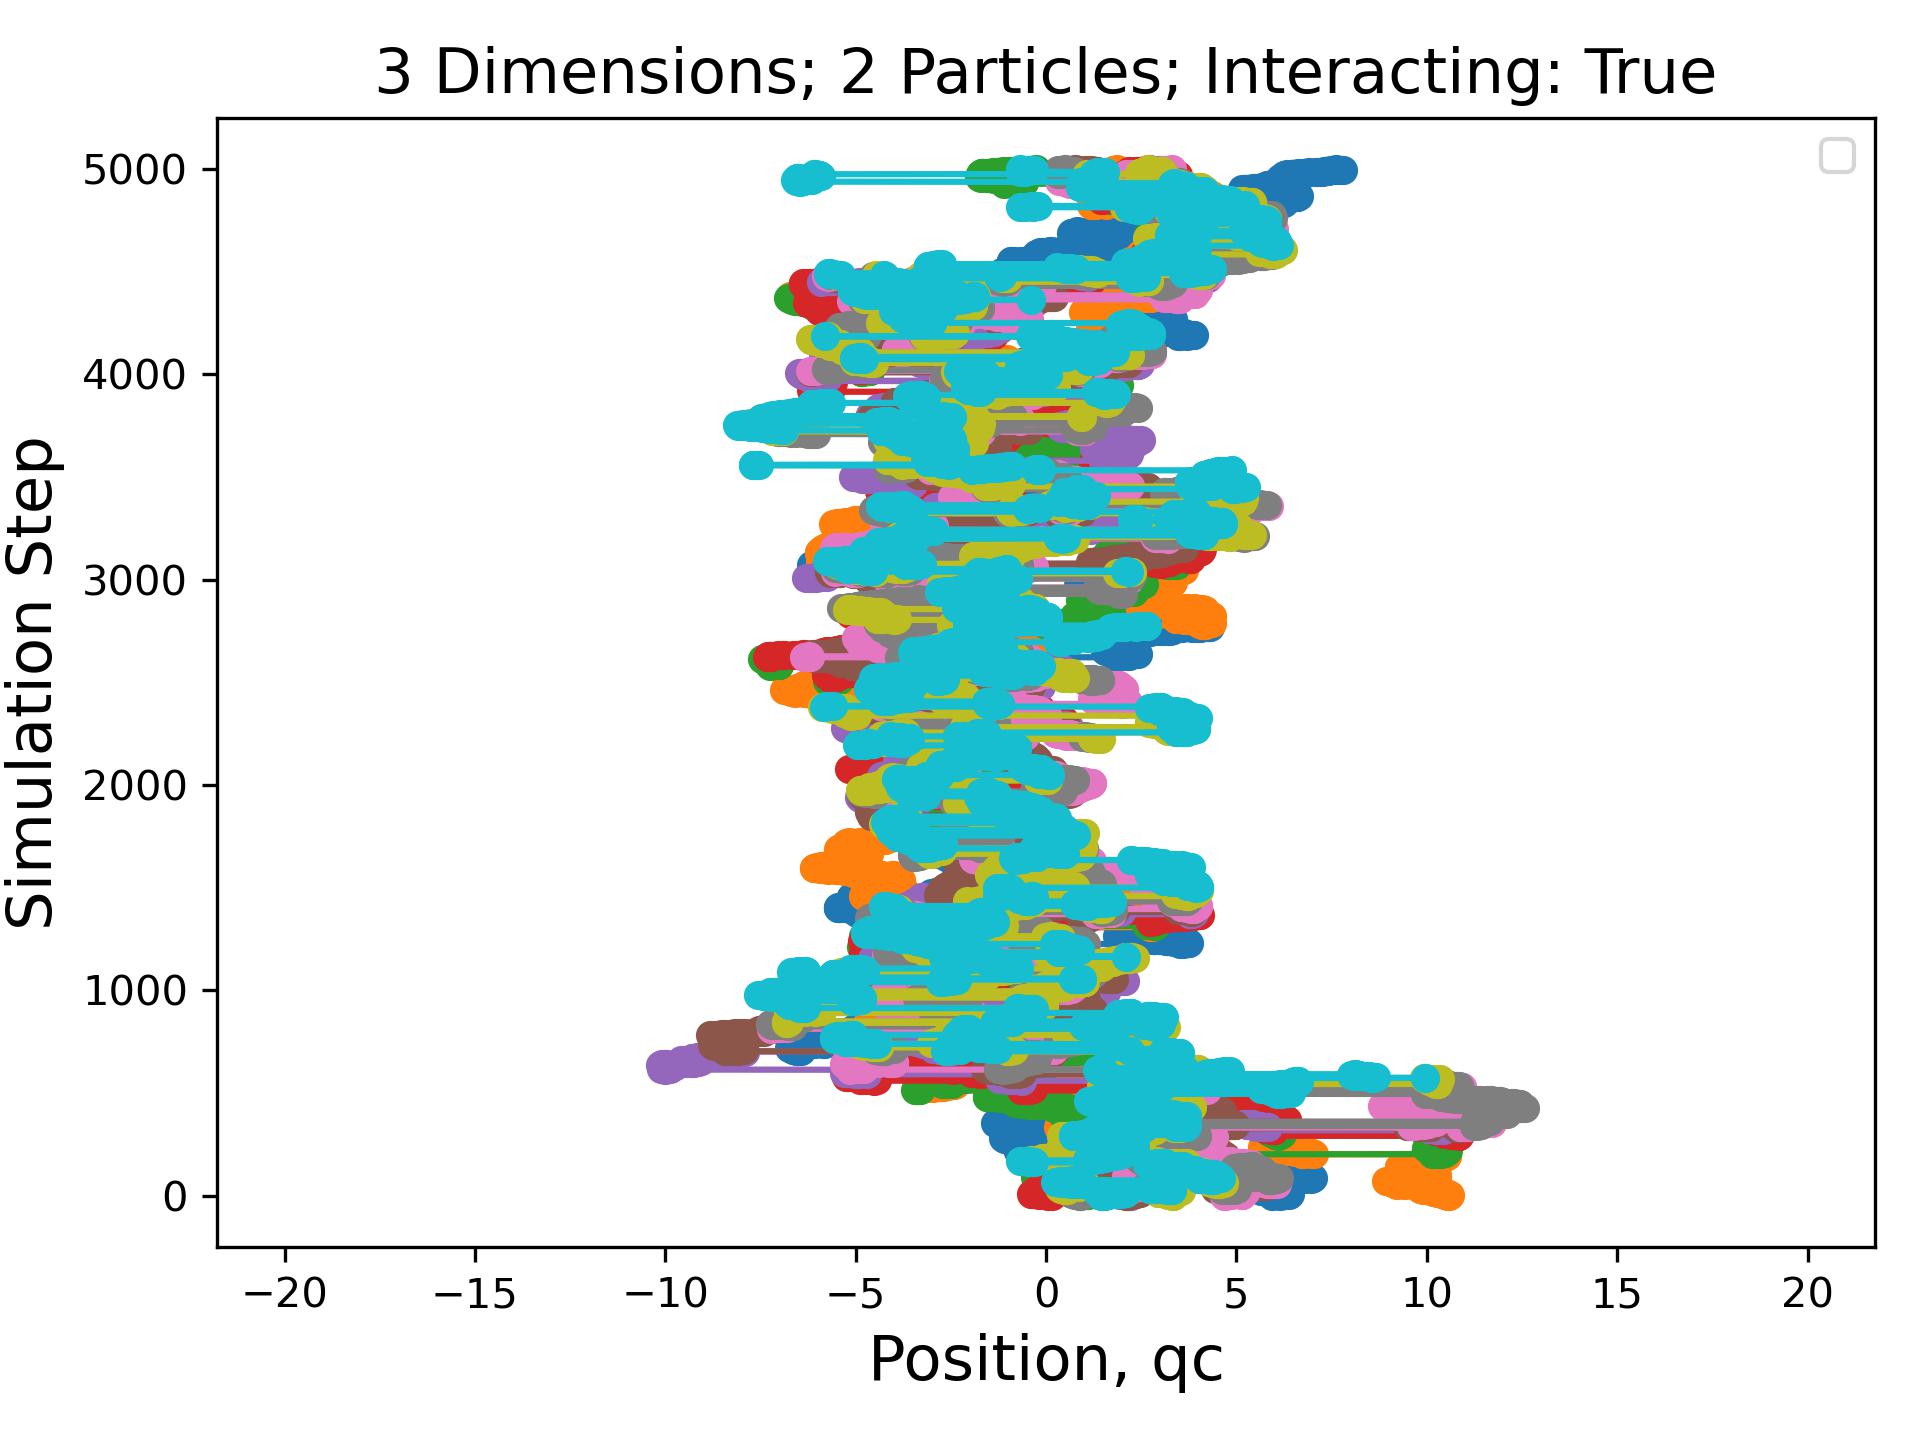 3 Dimensions; 2 Particles; Interacting: True
5000
4000
3000
2000
1000
0
Simulation Step
−20 −15 −10 −5 0 5 10 15 20
Position, qc